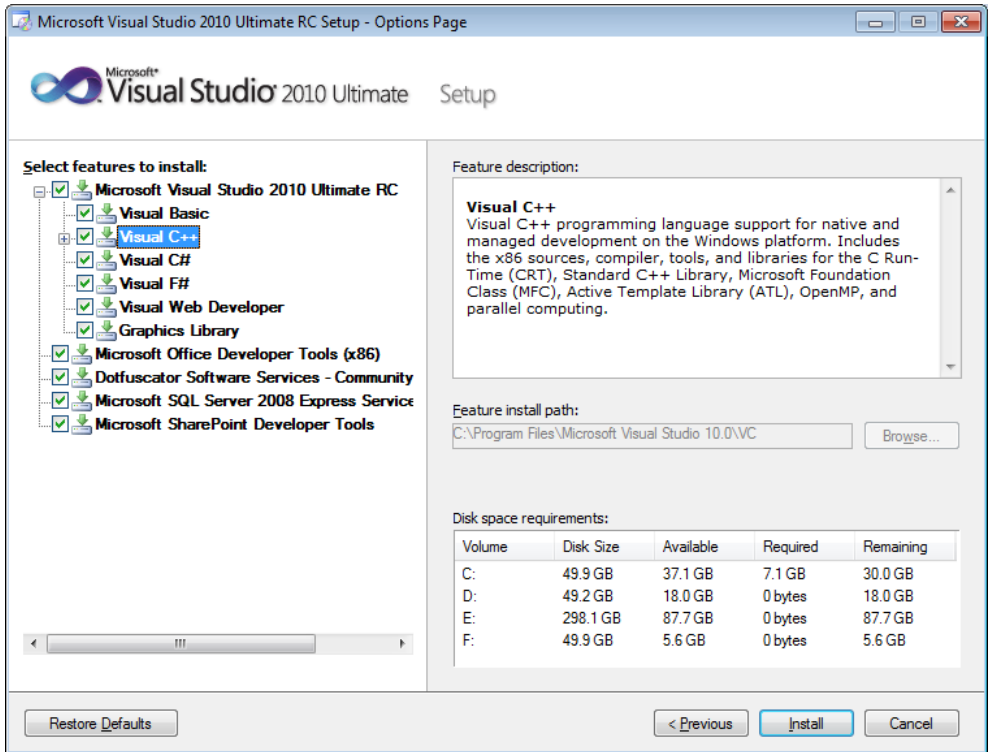 Microsoft Visual Studio 2010 Ultimate RC Setup - Options Page
Microsoft®
Visual Studio® 2010 Ultimate Setup
Select features to install:
Microsoft Visual Studio 2010 Ultimate RC
Visual Basic
Visual C++
Visual C#
Visual F#
Visual Web Developer
Graphics Library
Microsoft Office Developer Tools (x86)
Dotfuscator Software Services - Community
Microsoft SQL Server 2008 Express Service
Microsoft SharePoint Developer Tools
Feature description:
Visual C++
Visual C++ programming language support for native and
managed development on the Windows platform. Includes
the x86 sources, compiler, tools, and libraries for the C Run-
Time (CRT), Standard C++ Library, Microsoft Foundation
Class (MFC), Active Template Library (ATL), OpenMP, and
parallel computing.
Feature install path:
C:\Program Files\Microsoft Visual Studio 10.0\VC
Browse...
Disk space requirements:
Volume Disk Size Available Required Remaining
C: 49.9 GB 37.1 GB 7.1 GB 30.0 GB
D: 49.2 GB 18.0 GB 0 bytes 18.0 GB
E: 298.1 GB 87.7 GB 0 bytes 87.7 GB
F: 49.9 GB 5.6 GB 0 bytes 5.6 GB
Restore Defaults
< Previous
Install
Cancel